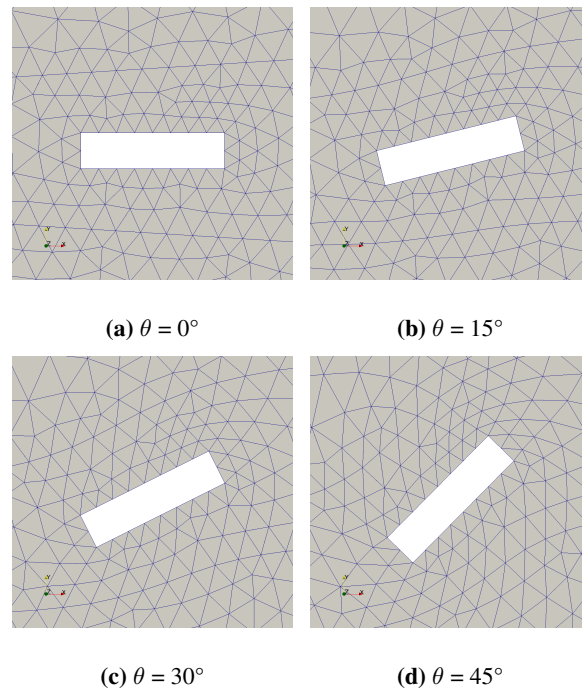 Y
Z X
(a) θ = 0°
Y
Z X
(b) θ = 15°
Y
Z X
(c) θ = 30°
Y
Z X
(d) θ = 45°